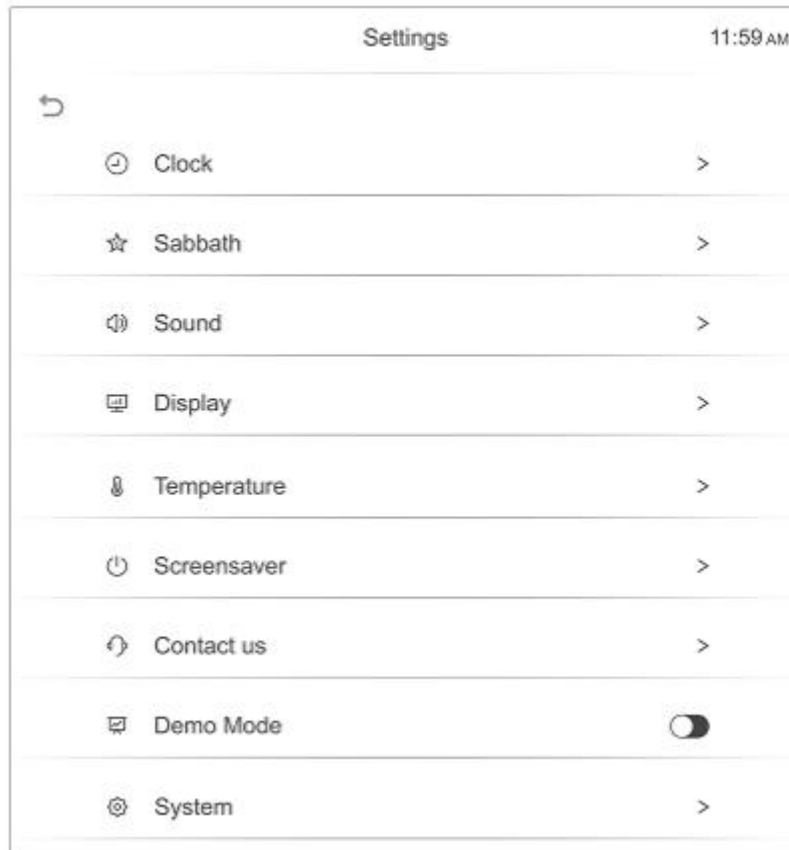 Settings 11:59 AM
Clock >
Sabbath >
Sound >
Display >
Temperature >
Screensaver >
Contact us >
Demo Mode
System >